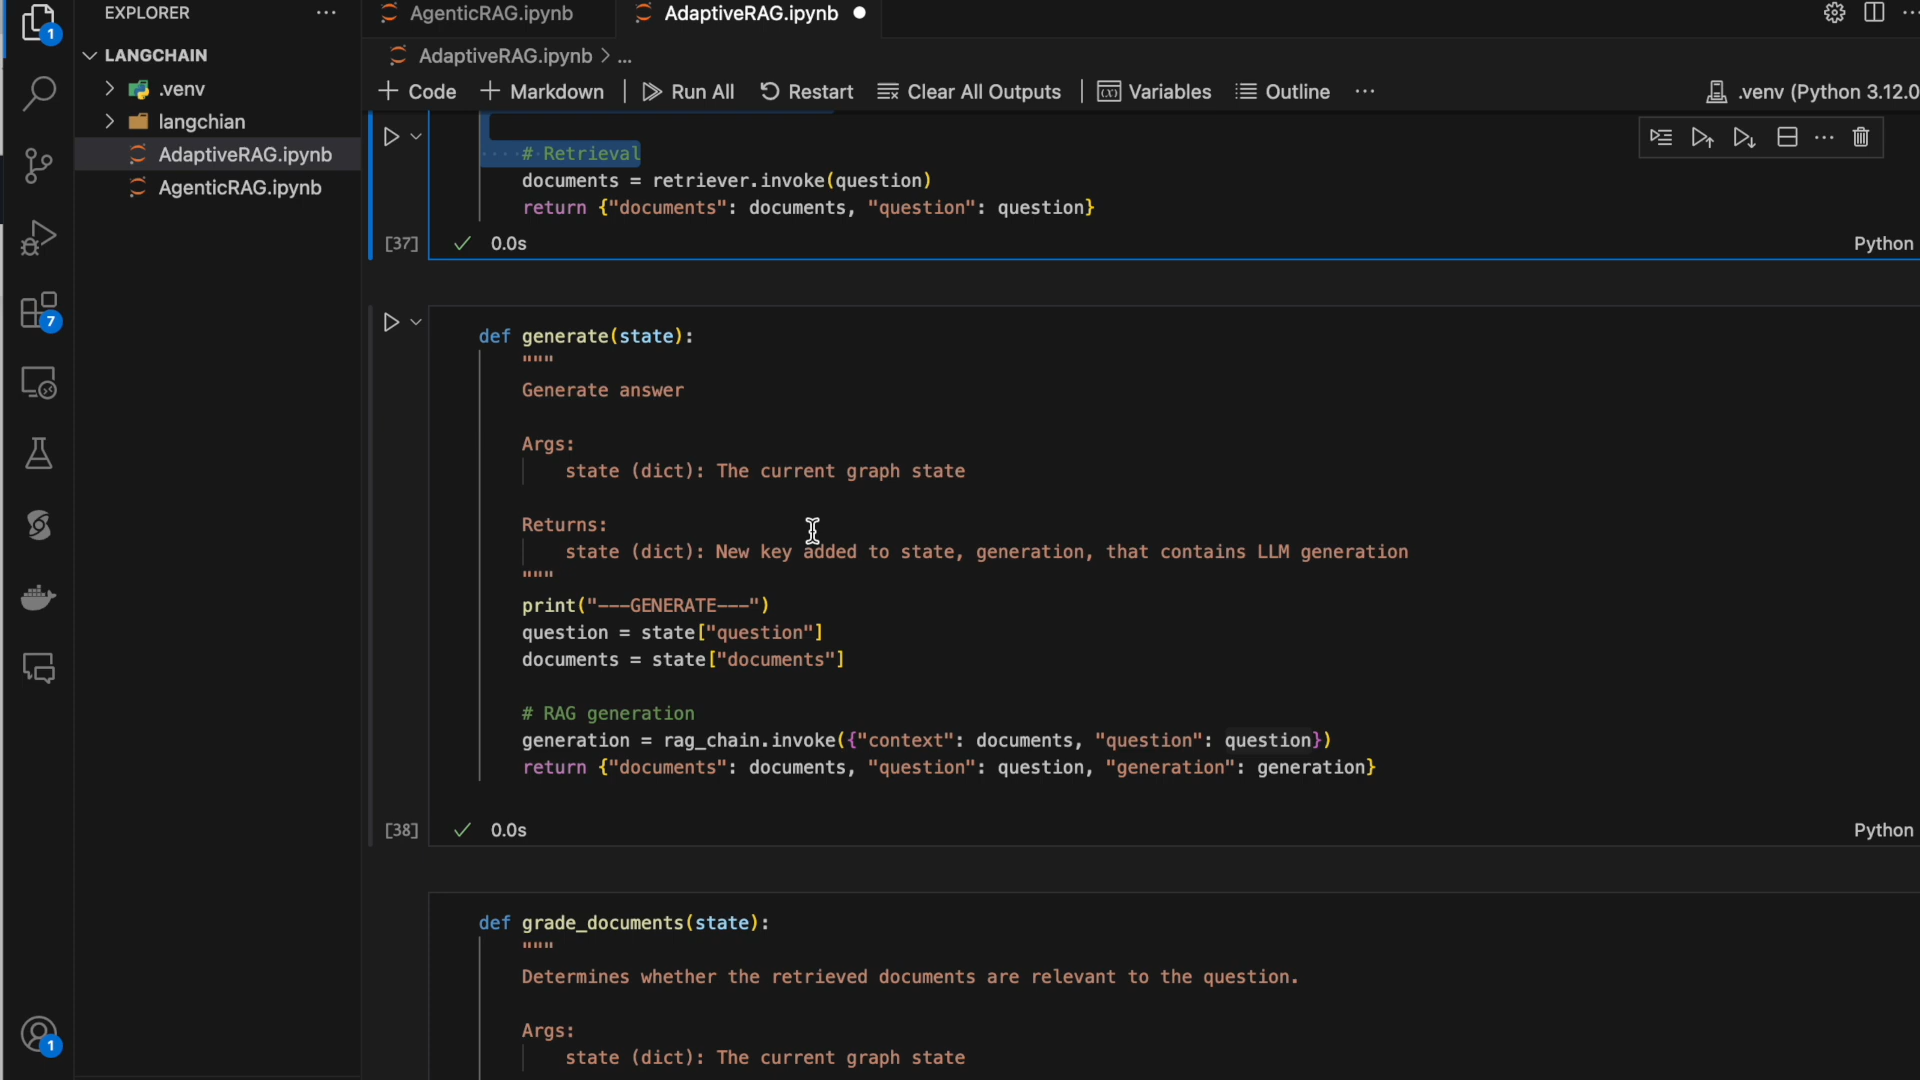 EXPLORER
AgenticRAG.ipynb
AdaptiveRAG.ipynb
1
LANGCHAIN
AdaptiveRAG.ipynb > ...
.venv
Code
Markdown
Run All
Restart
Clear All Outputs
Variables
Outline
.venv (Python 3.12.0
langchian
AdaptiveRAG.ipynb
AgenticRAG.ipynb
# Retrieval
documents = retriever.invoke(question)
return {"documents": documents, "question": question}
[37]
0.0s
Python
7
def generate(state):
"""
Generate answer
Args:
state (dict): The current graph state
Returns:
state (dict): New key added to state, generation, that contains LLM generation
"""
print("---GENERATE---")
question = state["question"]
documents = state["documents"]
# RAG generation
generation = rag_chain.invoke({"context": documents, "question": question})
return {"documents": documents, "question": question, "generation": generation}
[38]
0.0s
Python
def grade_documents(state):
"""
Determines whether the retrieved documents are relevant to the question.
Args:
state (dict): The current graph state
1